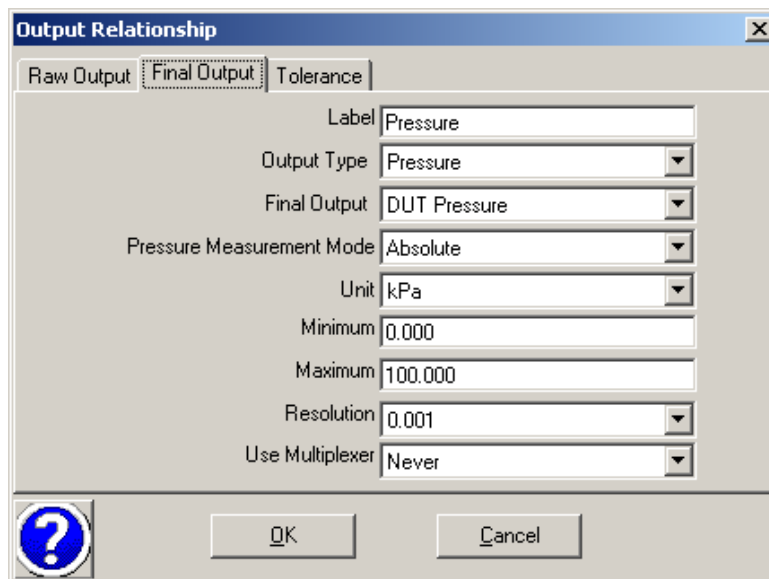 Output Relationship
Raw Output Final Output Tolerance
Label Pressure
Output Type Pressure
Final Output DUT Pressure
Pressure Measurement Mode Absolute
Unit kPa
Minimum 0.000
Maximum 100.000
Resolution 0.001
Use Multiplexer Never
? OK Cancel